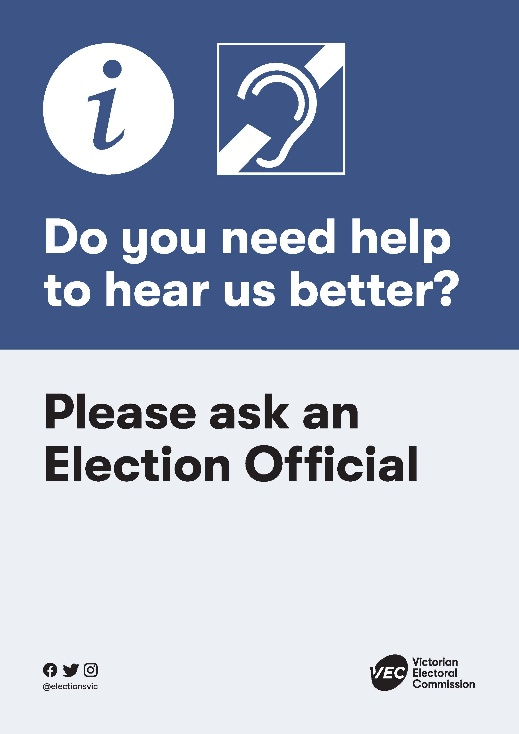 i
Do you need help
to hear us better?
Please ask an
Election Official
@electionsvic
VEC
Victorian
Electoral
Commission